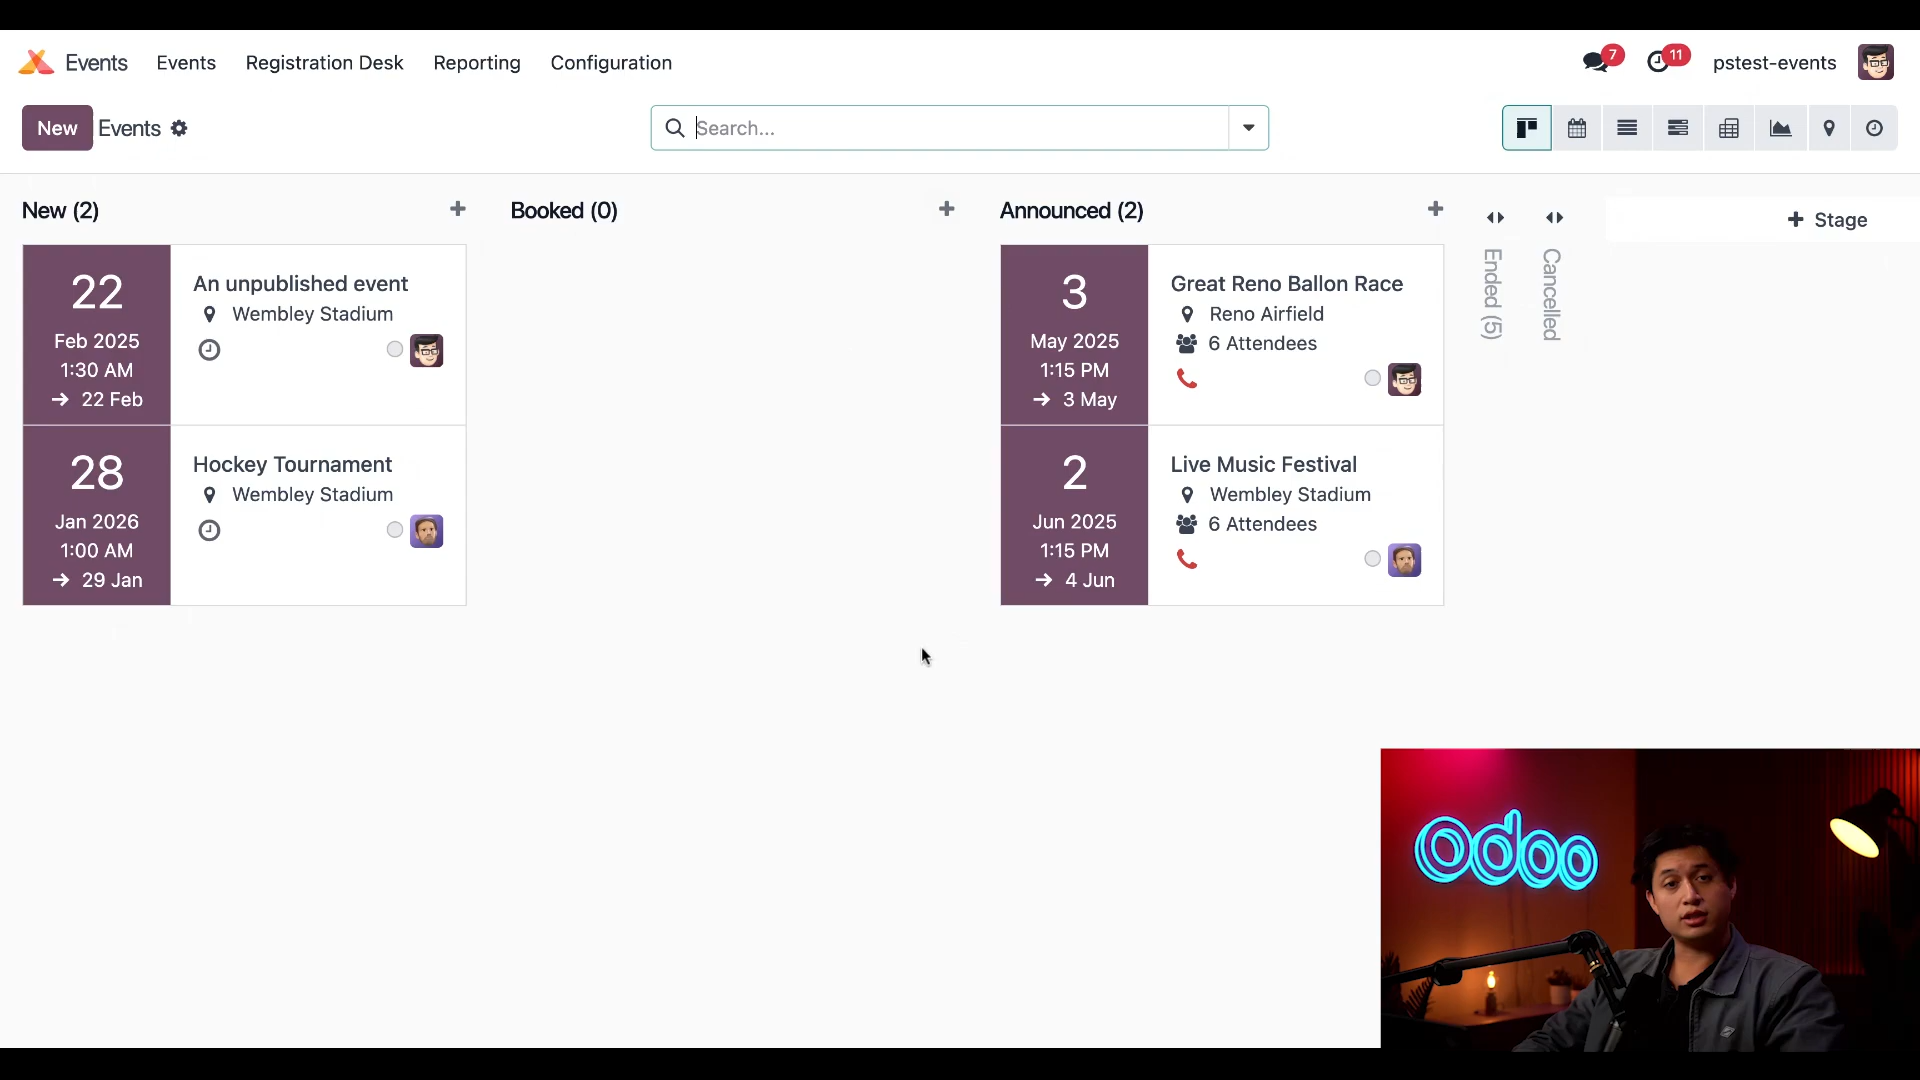 Events Events Registration Desk Reporting Configuration 7 11 pstest-events
New Events Search...
New (2) Booked (0) Announced (2) Stage
22
Feb 2025
1:30 AM
→ 22 Feb
An unpublished event
Wembley Stadium
28
Jan 2026
1:00 AM
→ 29 Jan
Hockey Tournament
Wembley Stadium
3
May 2025
1:15 PM
→ 3 May
Great Reno Ballon Race
Reno Airfield
6 Attendees
2
Jun 2025
1:15 PM
→ 4 Jun
Live Music Festival
Wembley Stadium
6 Attendees
Ended (5)
Cancelled
odoo